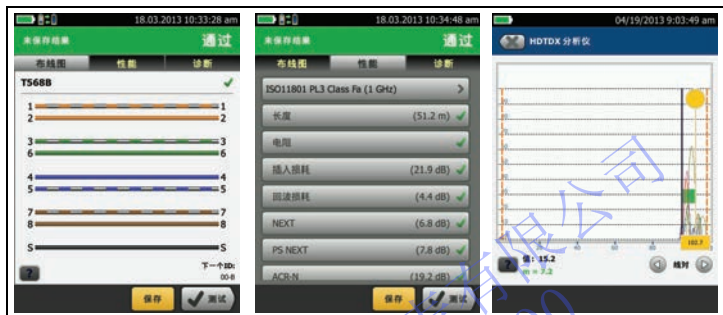 18.03.2013 10:33:28 am
未保存结果
通过
布线图 性能 诊断
T568B
1 1
2 2
3 3
6 6
4 4
5 5
7 7
8 8
S S
下一个ID:
00-B
保存 测试
18.03.2013 10:34:48 am
未保存结果
通过
布线图 性能 诊断
ISO11801 PL3 Class Fa (1 GHz)
长度 (51.2 m)
电阻
插入损耗 (21.9 dB)
回波损耗 (4.4 dB)
NEXT (6.8 dB)
PS NEXT (7.8 dB)
ACR-N (19.2 dB)
保存 测试
04/19/2013 9:03:49 am
HDTDX 分析仪
102.7
值: 15.2
m = 7.2
线对
有限公司